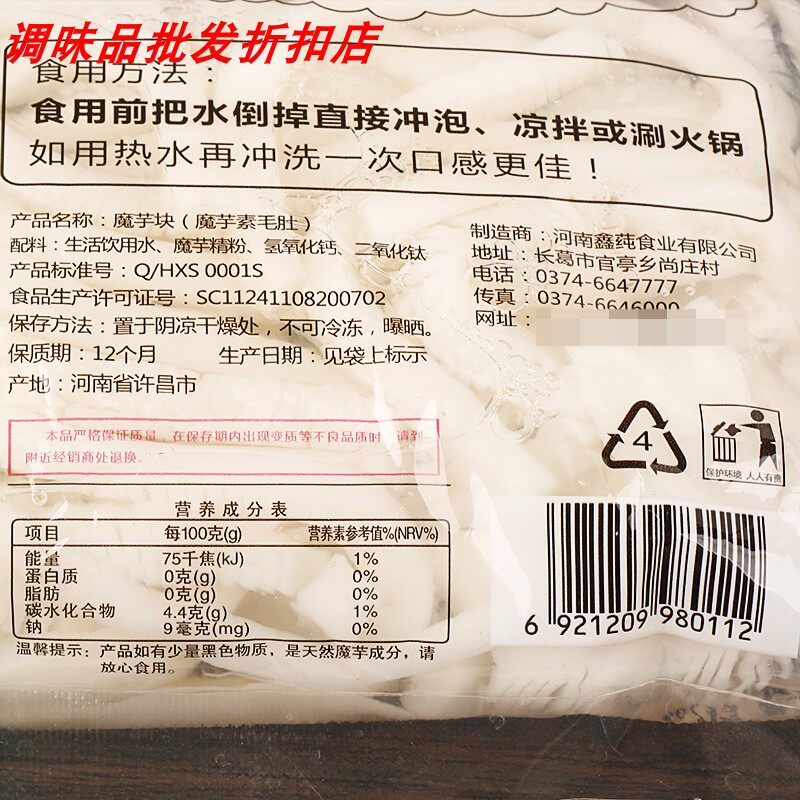 调味品批发折扣店
食用方法：
食用前把水倒掉直接冲泡、凉拌或涮火锅
如用热水再冲洗一次口感更佳！
产品名称：魔芋块（魔芋素毛肚）
配料：生活饮用水、魔芋精粉、氢氧化钙、二氧化钛
产品标准号：Q/HXS 0001S
食品生产许可证号：SC11241108200702
保存方法：置于阴凉干燥处，不可冷冻，曝晒。
保质期：12个月 生产日期：见袋上标示
产地：河南省许昌市
制造商：河南鑫莼食业有限公司
地址：长葛市官亭乡尚庄村
电话：0374-6647777
传真：0374-6646000
网址：
本品严格保证质量，在保存期内出现变质等不良品质时，请到
附近经销商处退换。
4
保护环境 人人有责
营养成分表
项目 每100克(g) 营养素参考值%(NRV%)
能量 75千焦(kJ) 1%
蛋白质 0克(g) 0%
脂肪 0克(g) 0%
碳水化合物 4.4克(g) 1%
钠 9毫克(mg) 0%
温馨提示：产品如有少量黑色物质，是天然魔芋成分，请
放心食用。
6 921209 980112